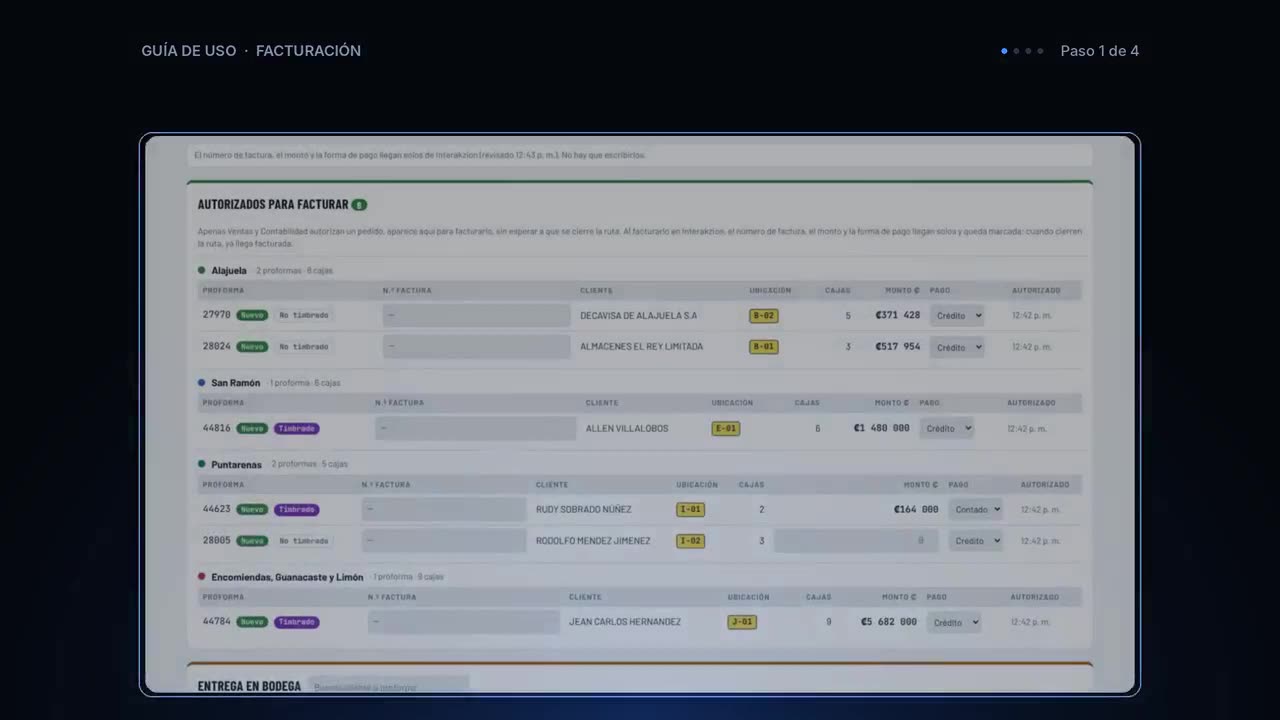 GUÍA DE USO · FACTURACIÓN
Paso 1 de 4
El número de factura, el monto y la forma de pago llegan solos de Interakzion (revisado 12:43 p. m.). No hay que escribirlos.
AUTORIZADOS PARA FACTURAR 6
Apenas Ventas y Contabilidad autorizan un pedido, aparece aquí para facturarlo, sin esperar a que se cierre la ruta. Al facturarlo en Interakzion, el número de factura, el monto y la forma de pago llegan solos y queda marcada: cuando cierren
la ruta, ya llega facturada.
Alajuela · 2 proformas · 8 cajas
PROFORMA N.º FACTURA CLIENTE UBICACIÓN CAJAS MONTO ₡ PAGO AUTORIZADO
27970 Nuevo No timbrado — DECAVISA DE ALAJUELA S.A B-02 5 ₡371 428 Crédito 12:42 p. m.
28024 Nuevo No timbrado — ALMACENES EL REY LIMITADA B-01 3 ₡517 954 Crédito 12:42 p. m.
San Ramón · 1 proforma · 6 cajas
PROFORMA N.º FACTURA CLIENTE UBICACIÓN CAJAS MONTO ₡ PAGO AUTORIZADO
44816 Nuevo Timbrado — ALLEN VILLALOBOS E-01 6 ₡1 480 000 Crédito 12:42 p. m.
Puntarenas · 2 proformas · 5 cajas
PROFORMA N.º FACTURA CLIENTE UBICACIÓN CAJAS MONTO ₡ PAGO AUTORIZADO
44623 Nuevo Timbrado — RUDY SOBRADO NUÑEZ I-01 2 ₡164 000 Contado 12:42 p. m.
28005 Nuevo No timbrado — RODOLFO MENDEZ JIMENEZ I-02 3 0 Crédito 12:42 p. m.
Encomiendas, Guanacaste y Limón · 1 proforma · 9 cajas
PROFORMA N.º FACTURA CLIENTE UBICACIÓN CAJAS MONTO ₡ PAGO AUTORIZADO
44784 Nuevo Timbrado — JEAN CARLOS HERNANDEZ J-01 9 ₡5 682 000 Crédito 12:42 p. m.
ENTREGA EN BODEGA